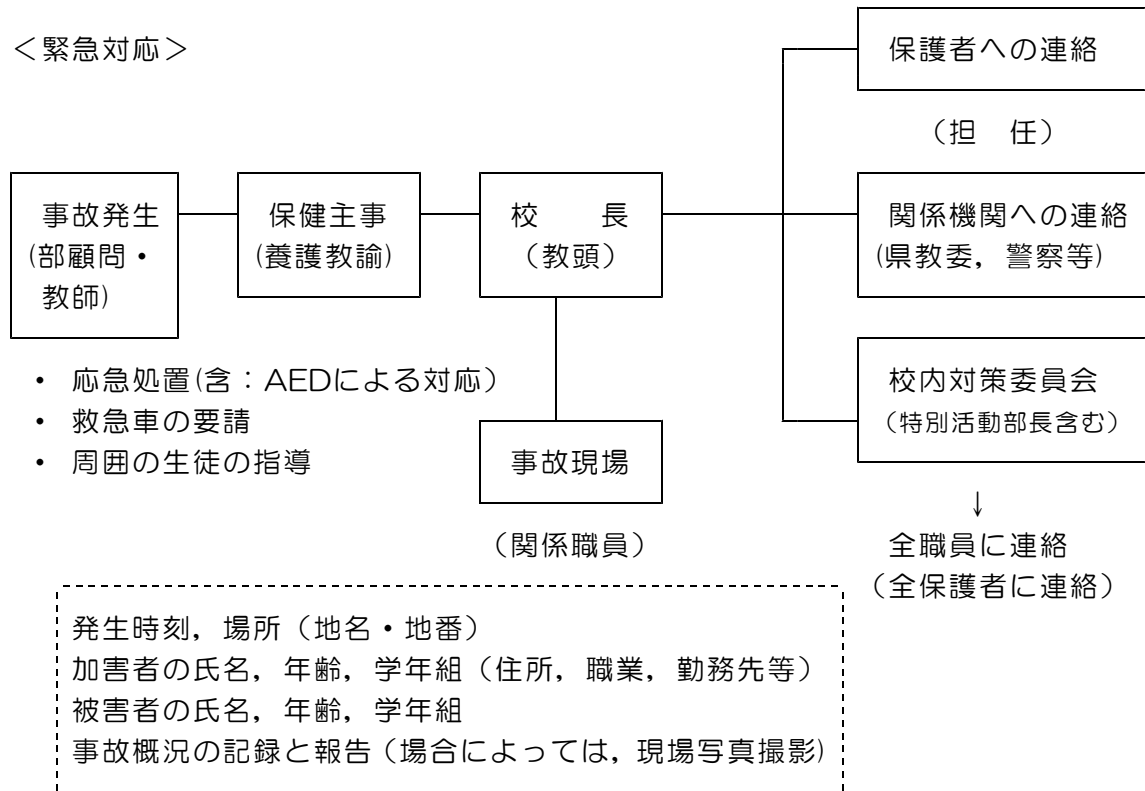 ＜緊急対応＞
保護者への連絡
（担　任）
事故発生
(部顧問・
教師)
保健主事
(養護教諭)
校　　長
（教頭）
関係機関への連絡
(県教委，警察等)
・　応急処置(含：AEDによる対応）
・　救急車の要請
・　周囲の生徒の指導
事故現場
（関係職員）
校内対策委員会
（特別活動部長含む）
↓
全職員に連絡
（全保護者に連絡）
発生時刻，場所（地名・地番）
加害者の氏名，年齢，学年組（住所，職業，勤務先等）
被害者の氏名，年齢，学年組
事故概況の記録と報告（場合によっては，現場写真撮影)